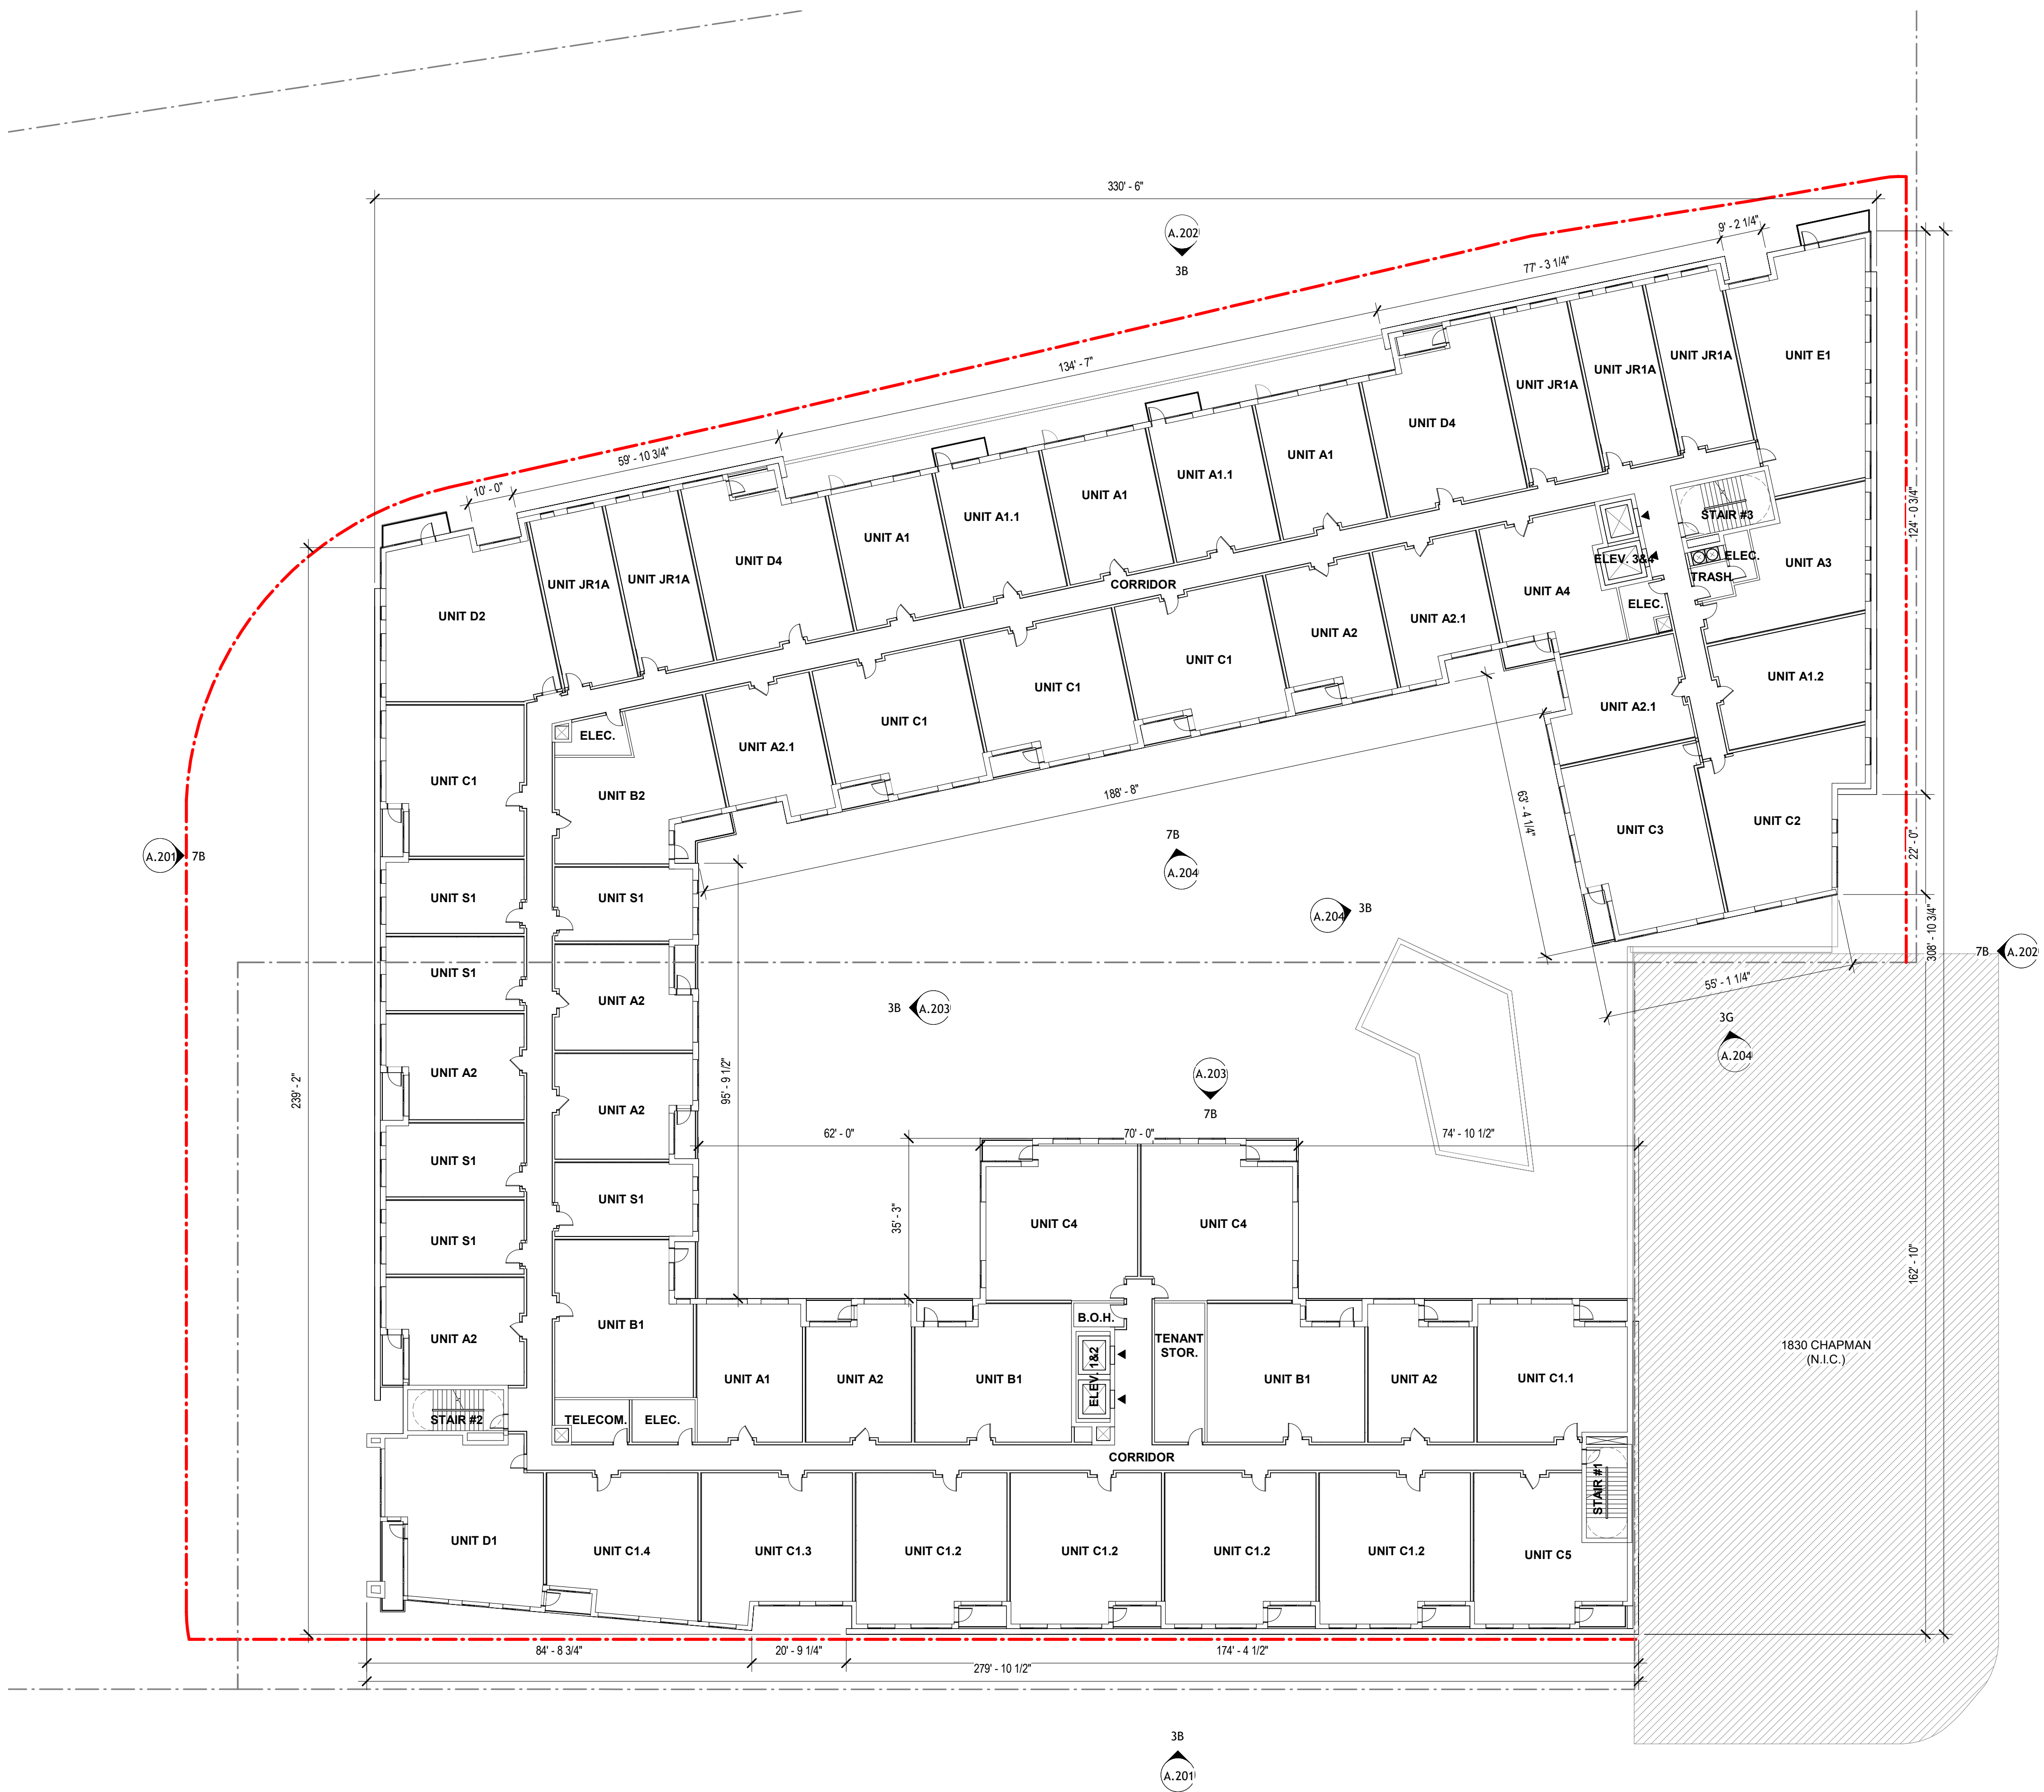 330' - 6"
A.202
3B
9' - 2 1/4"
77' - 3 1/4"
134' - 7"
59' - 10 3/4"
10' - 0"
UNIT E1
UNIT JR1A
UNIT JR1A
UNIT JR1A
UNIT D4
UNIT A1
UNIT A1.1
UNIT A1
UNIT A1.1
UNIT A1
UNIT D4
UNIT JR1A
UNIT JR1A
UNIT D2
STAIR #3
124' - 0 3/4"
ELEV. 3&4
ELEC.
TRASH
UNIT A3
CORRIDOR
UNIT A4
ELEC.
UNIT A2.1
UNIT A2
UNIT C1
UNIT C1
UNIT C1
UNIT A2.1
ELEC.
UNIT B2
UNIT A1.2
UNIT A2.1
UNIT C1
188' - 8"
63' - 4 1/4"
UNIT C3
UNIT C2
22' - 0"
A.201
7B
7B
A.204
A.204
3B
UNIT S1
UNIT S1
308' - 10 3/4"
7B
A.202
UNIT S1
UNIT A2
55' - 1 1/4"
3B
A.203
3G
A.204
UNIT A2
UNIT A2
239' - 2"
95' - 9 1/2"
A.203
7B
62' - 0"
70' - 0"
74' - 10 1/2"
UNIT S1
UNIT S1
35' - 3"
UNIT C4
UNIT C4
UNIT S1
162' - 10"
UNIT A2
UNIT B1
B.O.H.
TENANT
STOR.
ELEV. 1&2
1830 CHAPMAN
(N.I.C.)
UNIT A1
UNIT A2
UNIT B1
UNIT B1
UNIT A2
UNIT C1.1
STAIR #2
TELECOM.
ELEC.
CORRIDOR
STAIR #1
UNIT D1
UNIT C1.4
UNIT C1.3
UNIT C1.2
UNIT C1.2
UNIT C1.2
UNIT C1.2
UNIT C5
84' - 8 3/4"
20' - 9 1/4"
174' - 4 1/2"
279' - 10 1/2"
3B
A.201